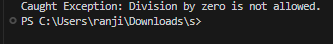 Caught Exception: Division by zero is not allowed.
PS C:\Users\ranji\Downloads\s>